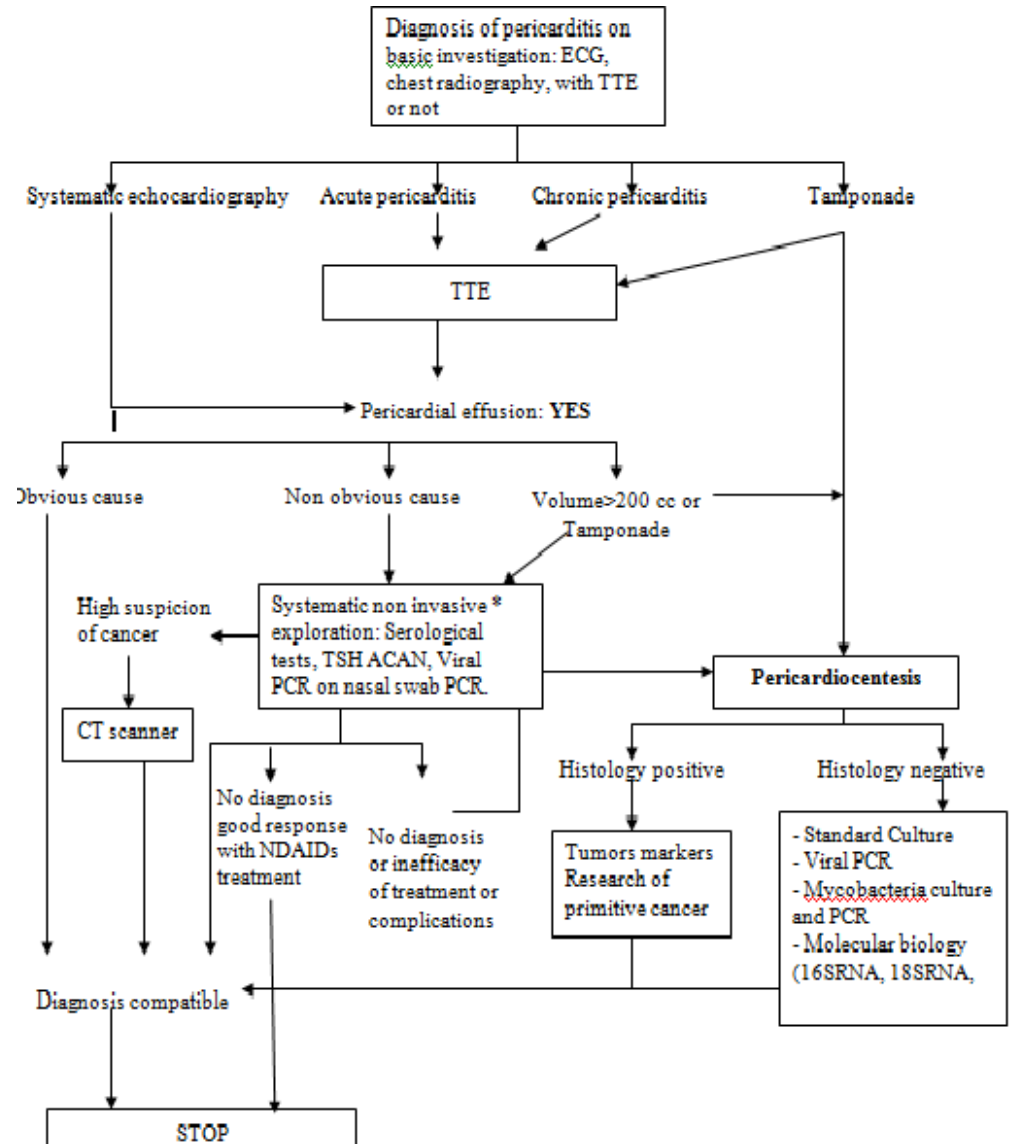 Diagnosis of pericarditis on
basic investigation: ECG,
chest radiography, with TTE
or not
Systematic echocardiography
Acute pericarditis
Chronic pericarditis
Tamponade
TTE
Pericardial effusion: YES
Obvious cause
Non obvious cause
Volume>200 cc or
Tamponade
High suspicion
of cancer
Systematic non invasive *
exploration: Serological
tests, TSH ACAN, Viral
PCR on nasal swab PCR.
Pericardiocentesis
CT scanner
Histology positive
Histology negative
No diagnosis
good response
with NDAIDs
treatment
No diagnosis
or inefficacy
of treatment or
complications
Tumors markers
Research of
primitive cancer
- Standard Culture
- Viral PCR
- Mycobacteria culture
and PCR
- Molecular biology
(16SRNA, 18SRNA,
Diagnosis compatible
STOP